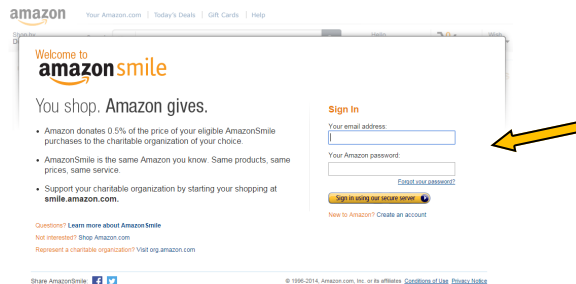 amazon Your Amazon.com | Today's Deals | Gift Cards | Help
Shop by Hello Wish
Welcome to
amazonsmile
You shop. Amazon gives.
• Amazon donates 0.5% of the price of your eligible AmazonSmile
purchases to the charitable organization of your choice.
• AmazonSmile is the same Amazon you know. Same products, same
prices, same service.
• Support your charitable organization by starting your shopping at
smile.amazon.com.
Questions? Learn more about AmazonSmile
Not interested? Shop Amazon.com
Represent a charitable organization? Visit org.amazon.com
Sign In
Your email address:
Your Amazon password:
Forgot your password?
Sign in using our secure server
New to Amazon? Create an account
Share AmazonSmile: © 1996-2014, Amazon.com, Inc. or its affiliates. Conditions of Use Privacy Notice